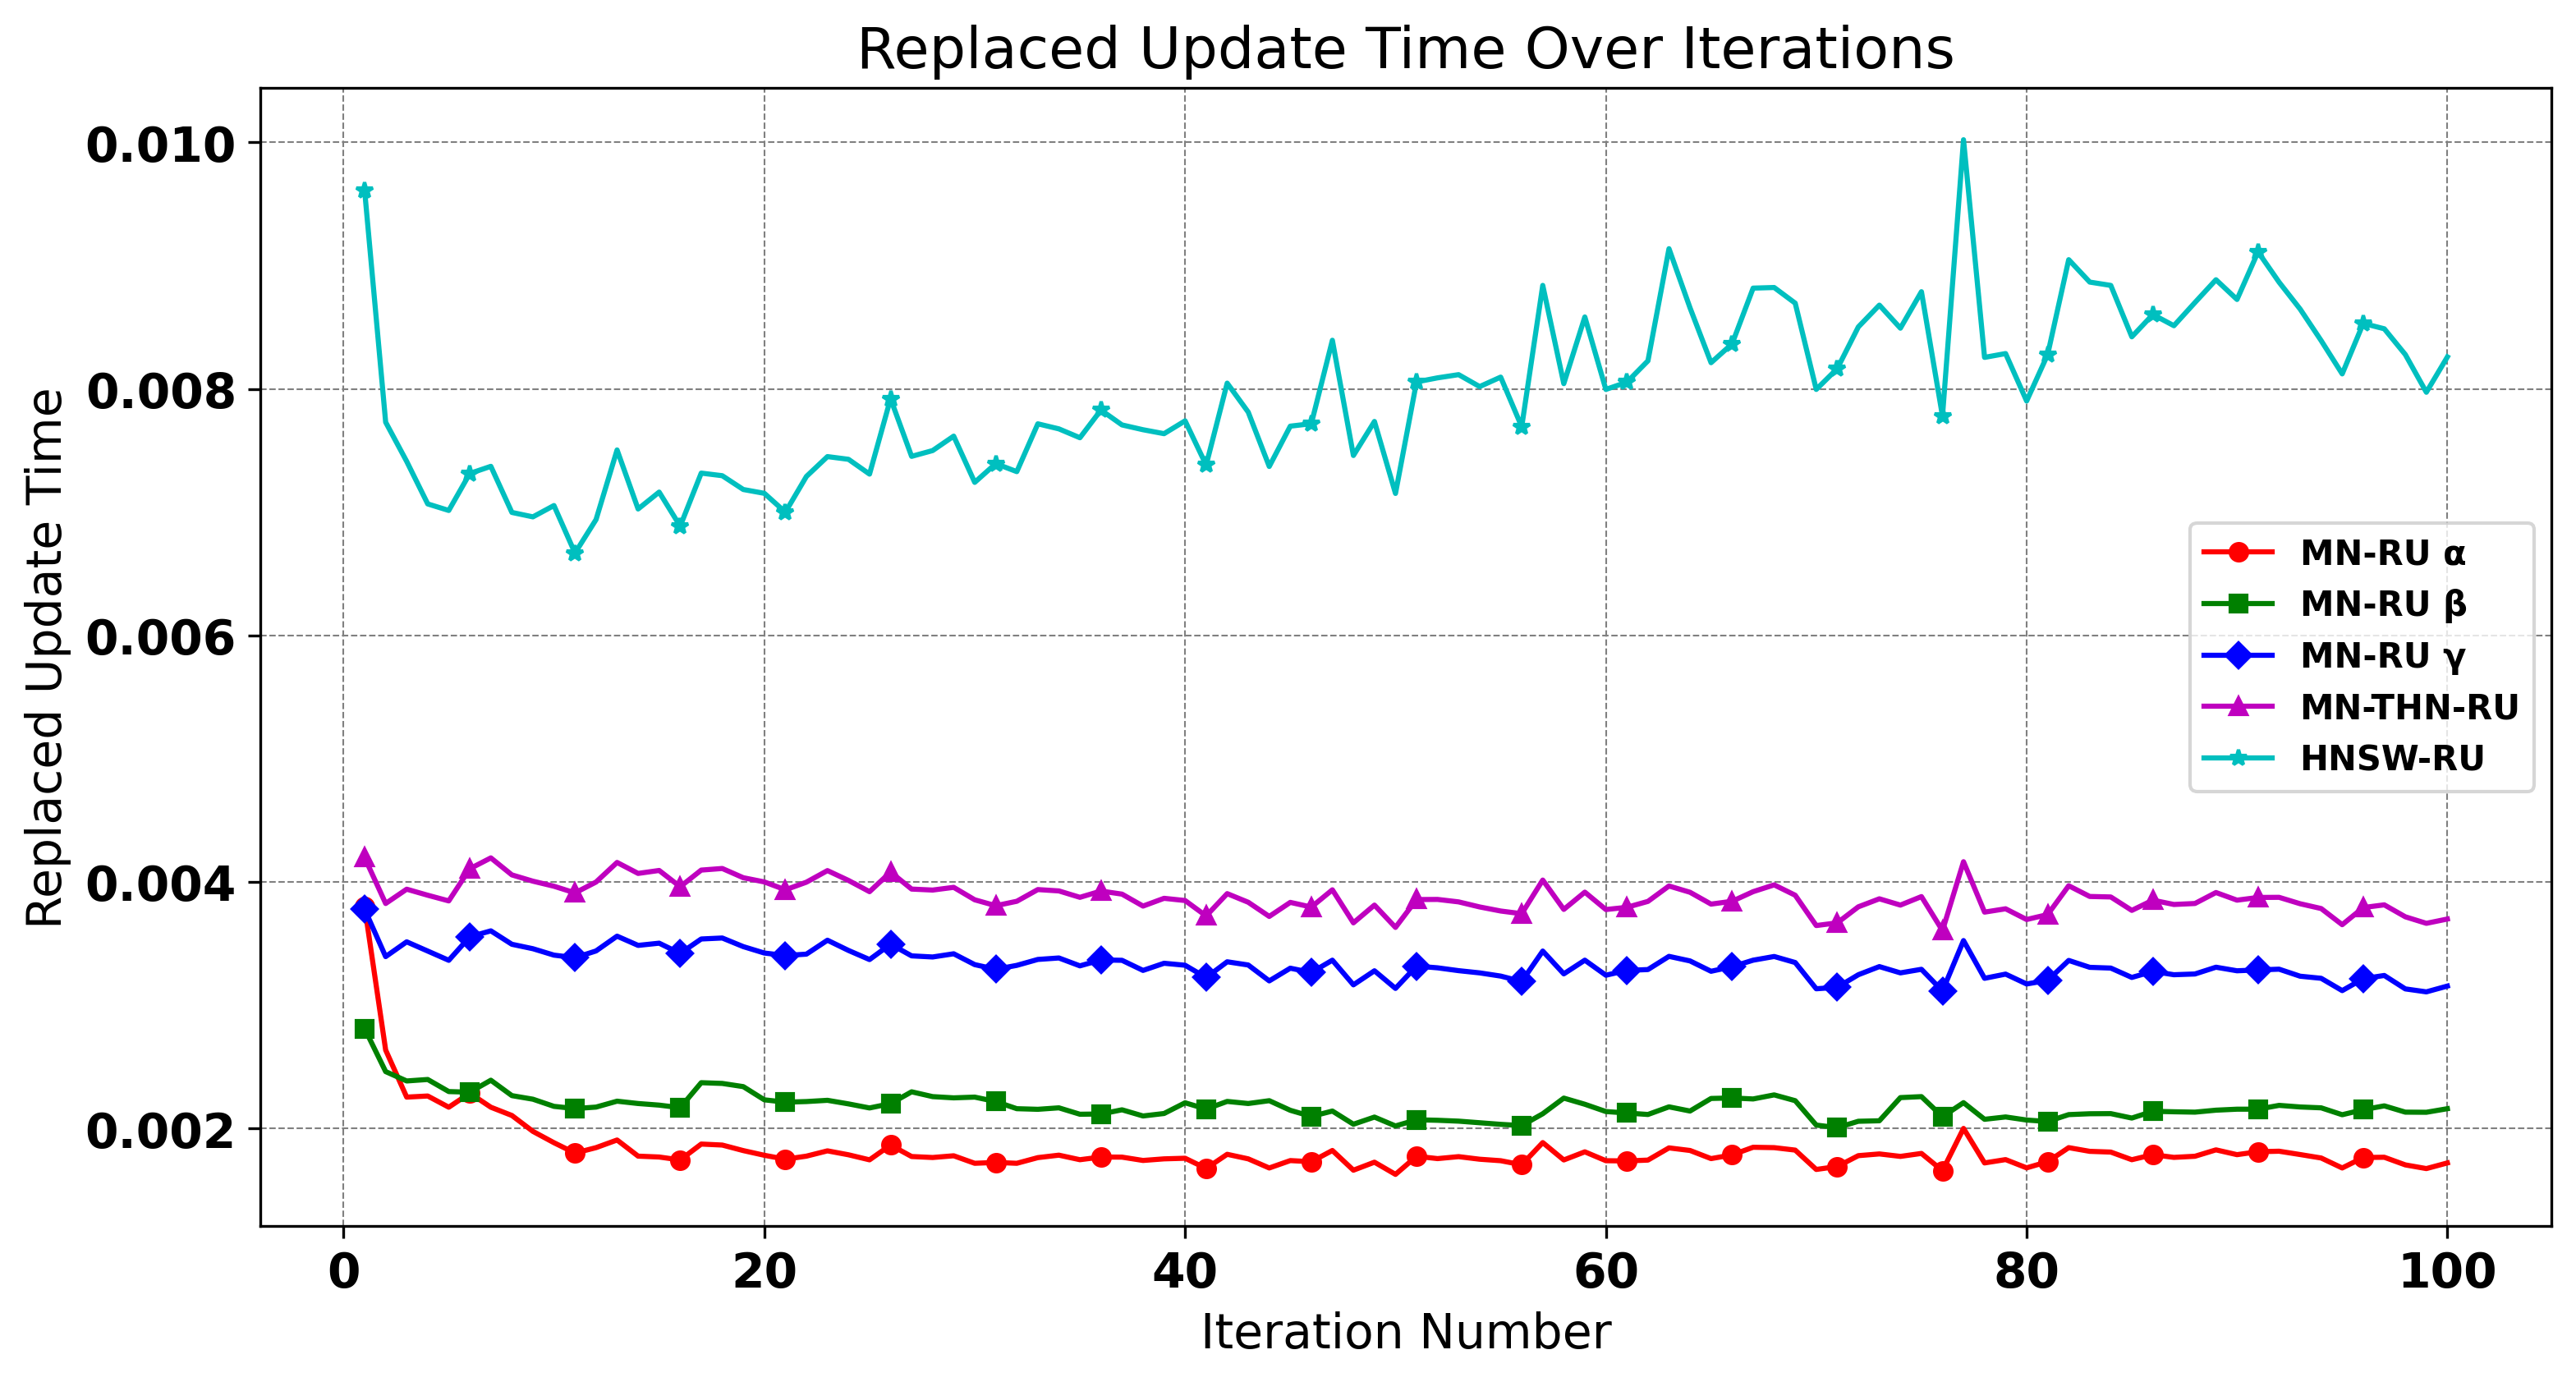 Replaced Update Time Over Iterations
Replaced Update Time
0.010
0.008
0.006
0.004
0.002
MN-RU α
MN-RU β
MN-RU γ
MN-THN-RU
HNSW-RU
0 20 40 60 80 100
Iteration Number